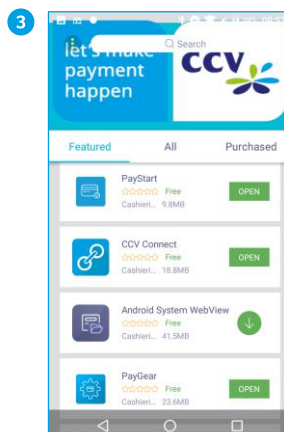 3
let's make
payment
happen
Search
CCV
Featured
All
Purchased
PayStart
Free
Cashieri... 9.8MB
OPEN
CCV Connect
Free
Cashieri... 18.8MB
OPEN
Android System WebView
Free
Cashieri... 41.5MB
PayGear
Free
Cashieri... 23.6MB
OPEN